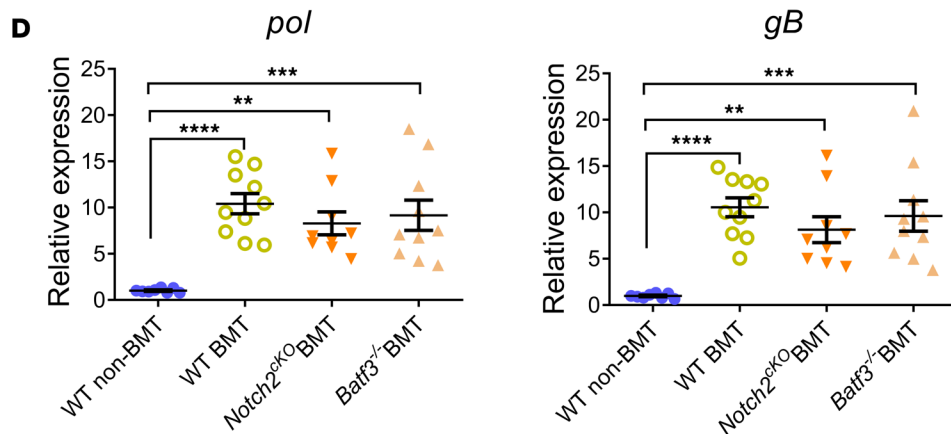 D
pol
Relative expression
25
20
15
10
5
0
***
**
****
WT non-BMT
WT BMT
Notch2cKO BMT
Batf3-/- BMT
gB
Relative expression
25
20
15
10
5
0
***
**
****
WT non-BMT
WT BMT
Notch2cKO BMT
Batf3-/- BMT